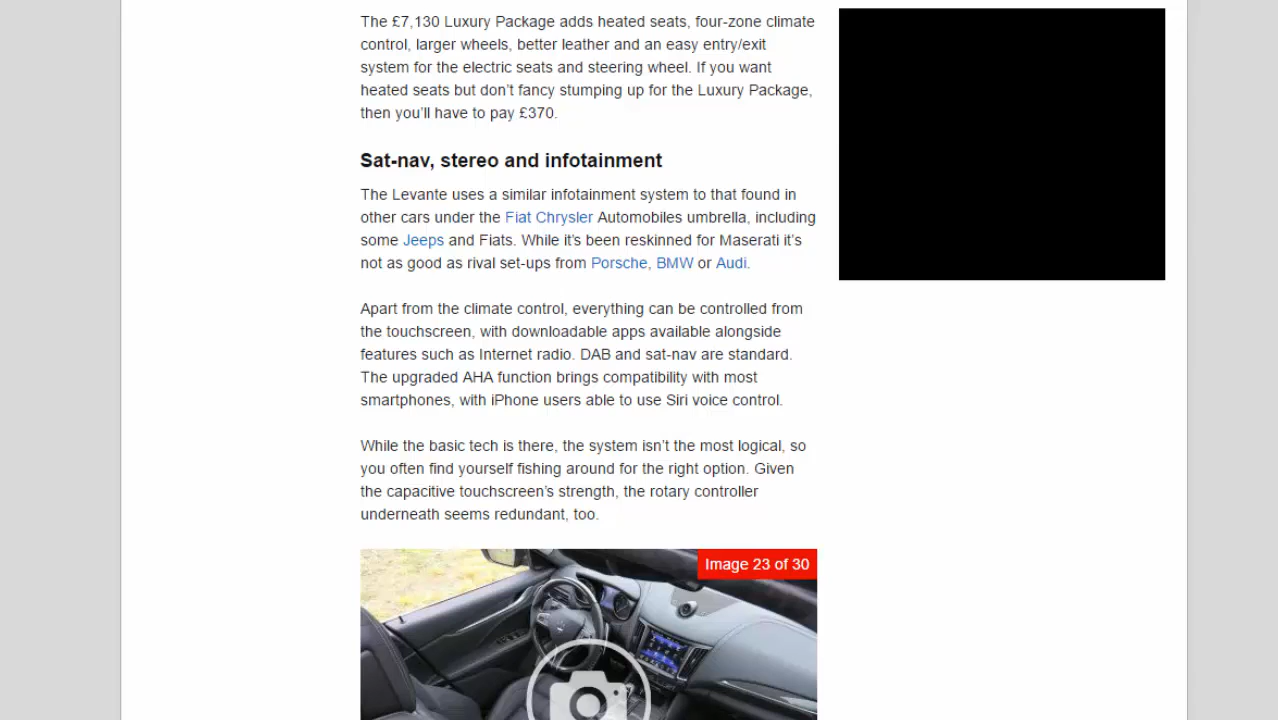 The £7,130 Luxury Package adds heated seats, four-zone climate
control, larger wheels, better leather and an easy entry/exit
system for the electric seats and steering wheel. If you want
heated seats but don’t fancy stumping up for the Luxury Package,
then you’ll have to pay £370.
Sat-nav, stereo and infotainment
The Levante uses a similar infotainment system to that found in
other cars under the Fiat Chrysler Automobiles umbrella, including
some Jeeps and Fiats. While it’s been reskinned for Maserati it’s
not as good as rival set-ups from Porsche, BMW or Audi.
Apart from the climate control, everything can be controlled from
the touchscreen, with downloadable apps available alongside
features such as Internet radio. DAB and sat-nav are standard.
The upgraded AHA function brings compatibility with most
smartphones, with iPhone users able to use Siri voice control.
While the basic tech is there, the system isn’t the most logical, so
you often find yourself fishing around for the right option. Given
the capacitive touchscreen’s strength, the rotary controller
underneath seems redundant, too.
Image 23 of 30